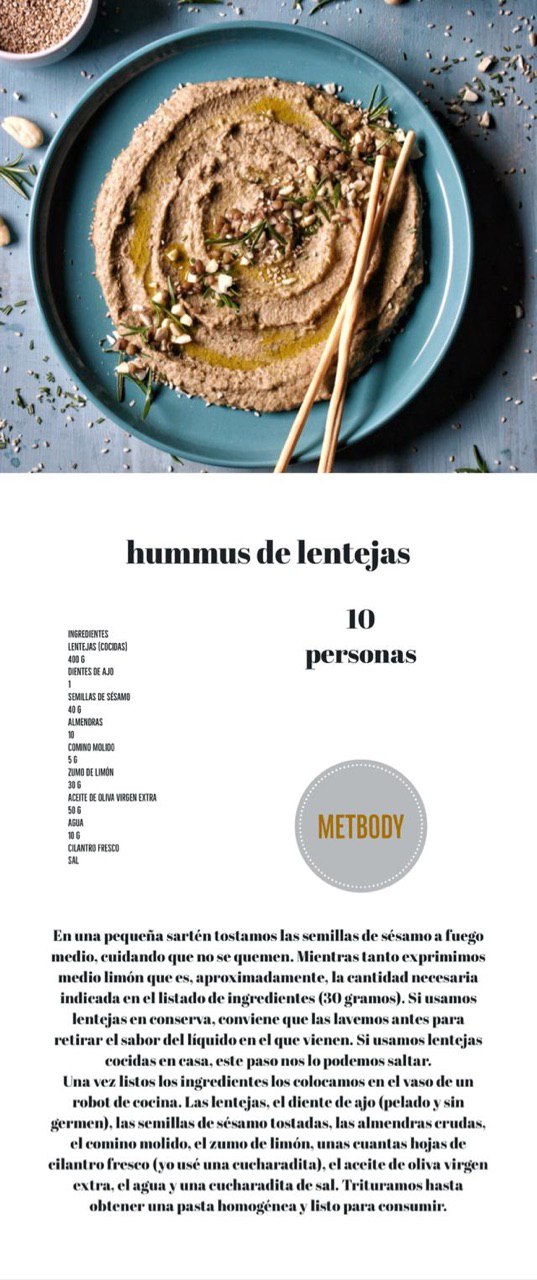 hummus de lentejas
10
personas
INGREDIENTES
LENTEJAS (COCIDAS)
400 G
DIENTES DE AJO
1
SEMILLAS DE SÉSAMO
40 G
ALMENDRAS
10
COMINO MOLIDO
5 G
ZUMO DE LIMÓN
30 G
ACEITE DE OLIVA VIRGEN EXTRA
50 G
AGUA
10 G
CILANTRO FRESCO
SAL
METBODY
En una pequeña sartén tostamos las semillas de sésamo a fuego
medio, cuidando que no se quemen. Mientras tanto exprimimos
medio limón que es, aproximadamente, la cantidad necesaria
indicada en el listado de ingredientes (30 gramos). Si usamos
lentejas en conserva, conviene que las lavemos antes para
retirar el sabor del líquido en el que vienen. Si usamos lentejas
cocidas en casa, este paso nos lo podemos saltar.
Una vez listos los ingredientes los colocamos en el vaso de un
robot de cocina. Las lentejas, el diente de ajo (pelado y sin
germen), las semillas de sésamo tostadas, las almendras crudas,
el comino molido, el zumo de limón, unas cuantas hojas de
cilantro fresco (yo usé una cucharadita), el aceite de oliva virgen
extra, el agua y una cucharadita de sal. Trituramos hasta
obtener una pasta homogénea y listo para consumir.